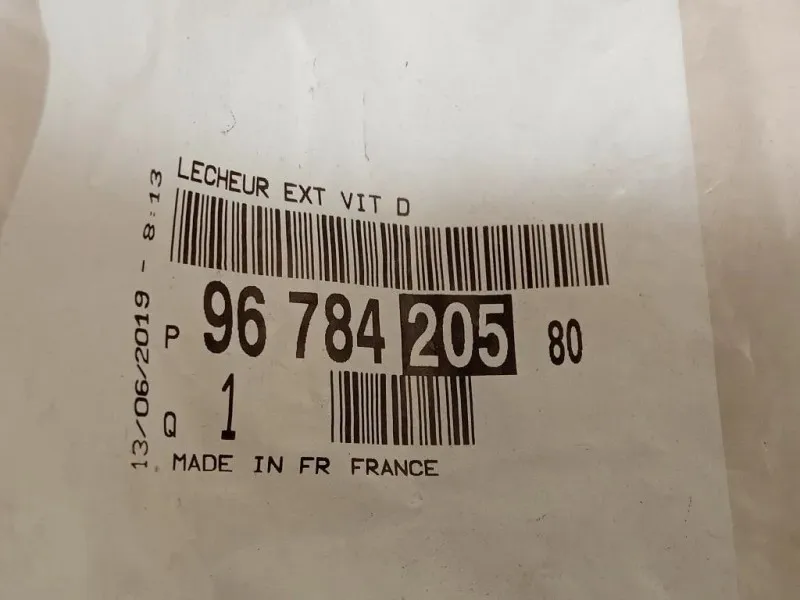 LECHEUR EXT VIT D
P 96 784 205 80
Q 1
MADE IN FR FRANCE
13/06/2019 - 8:13